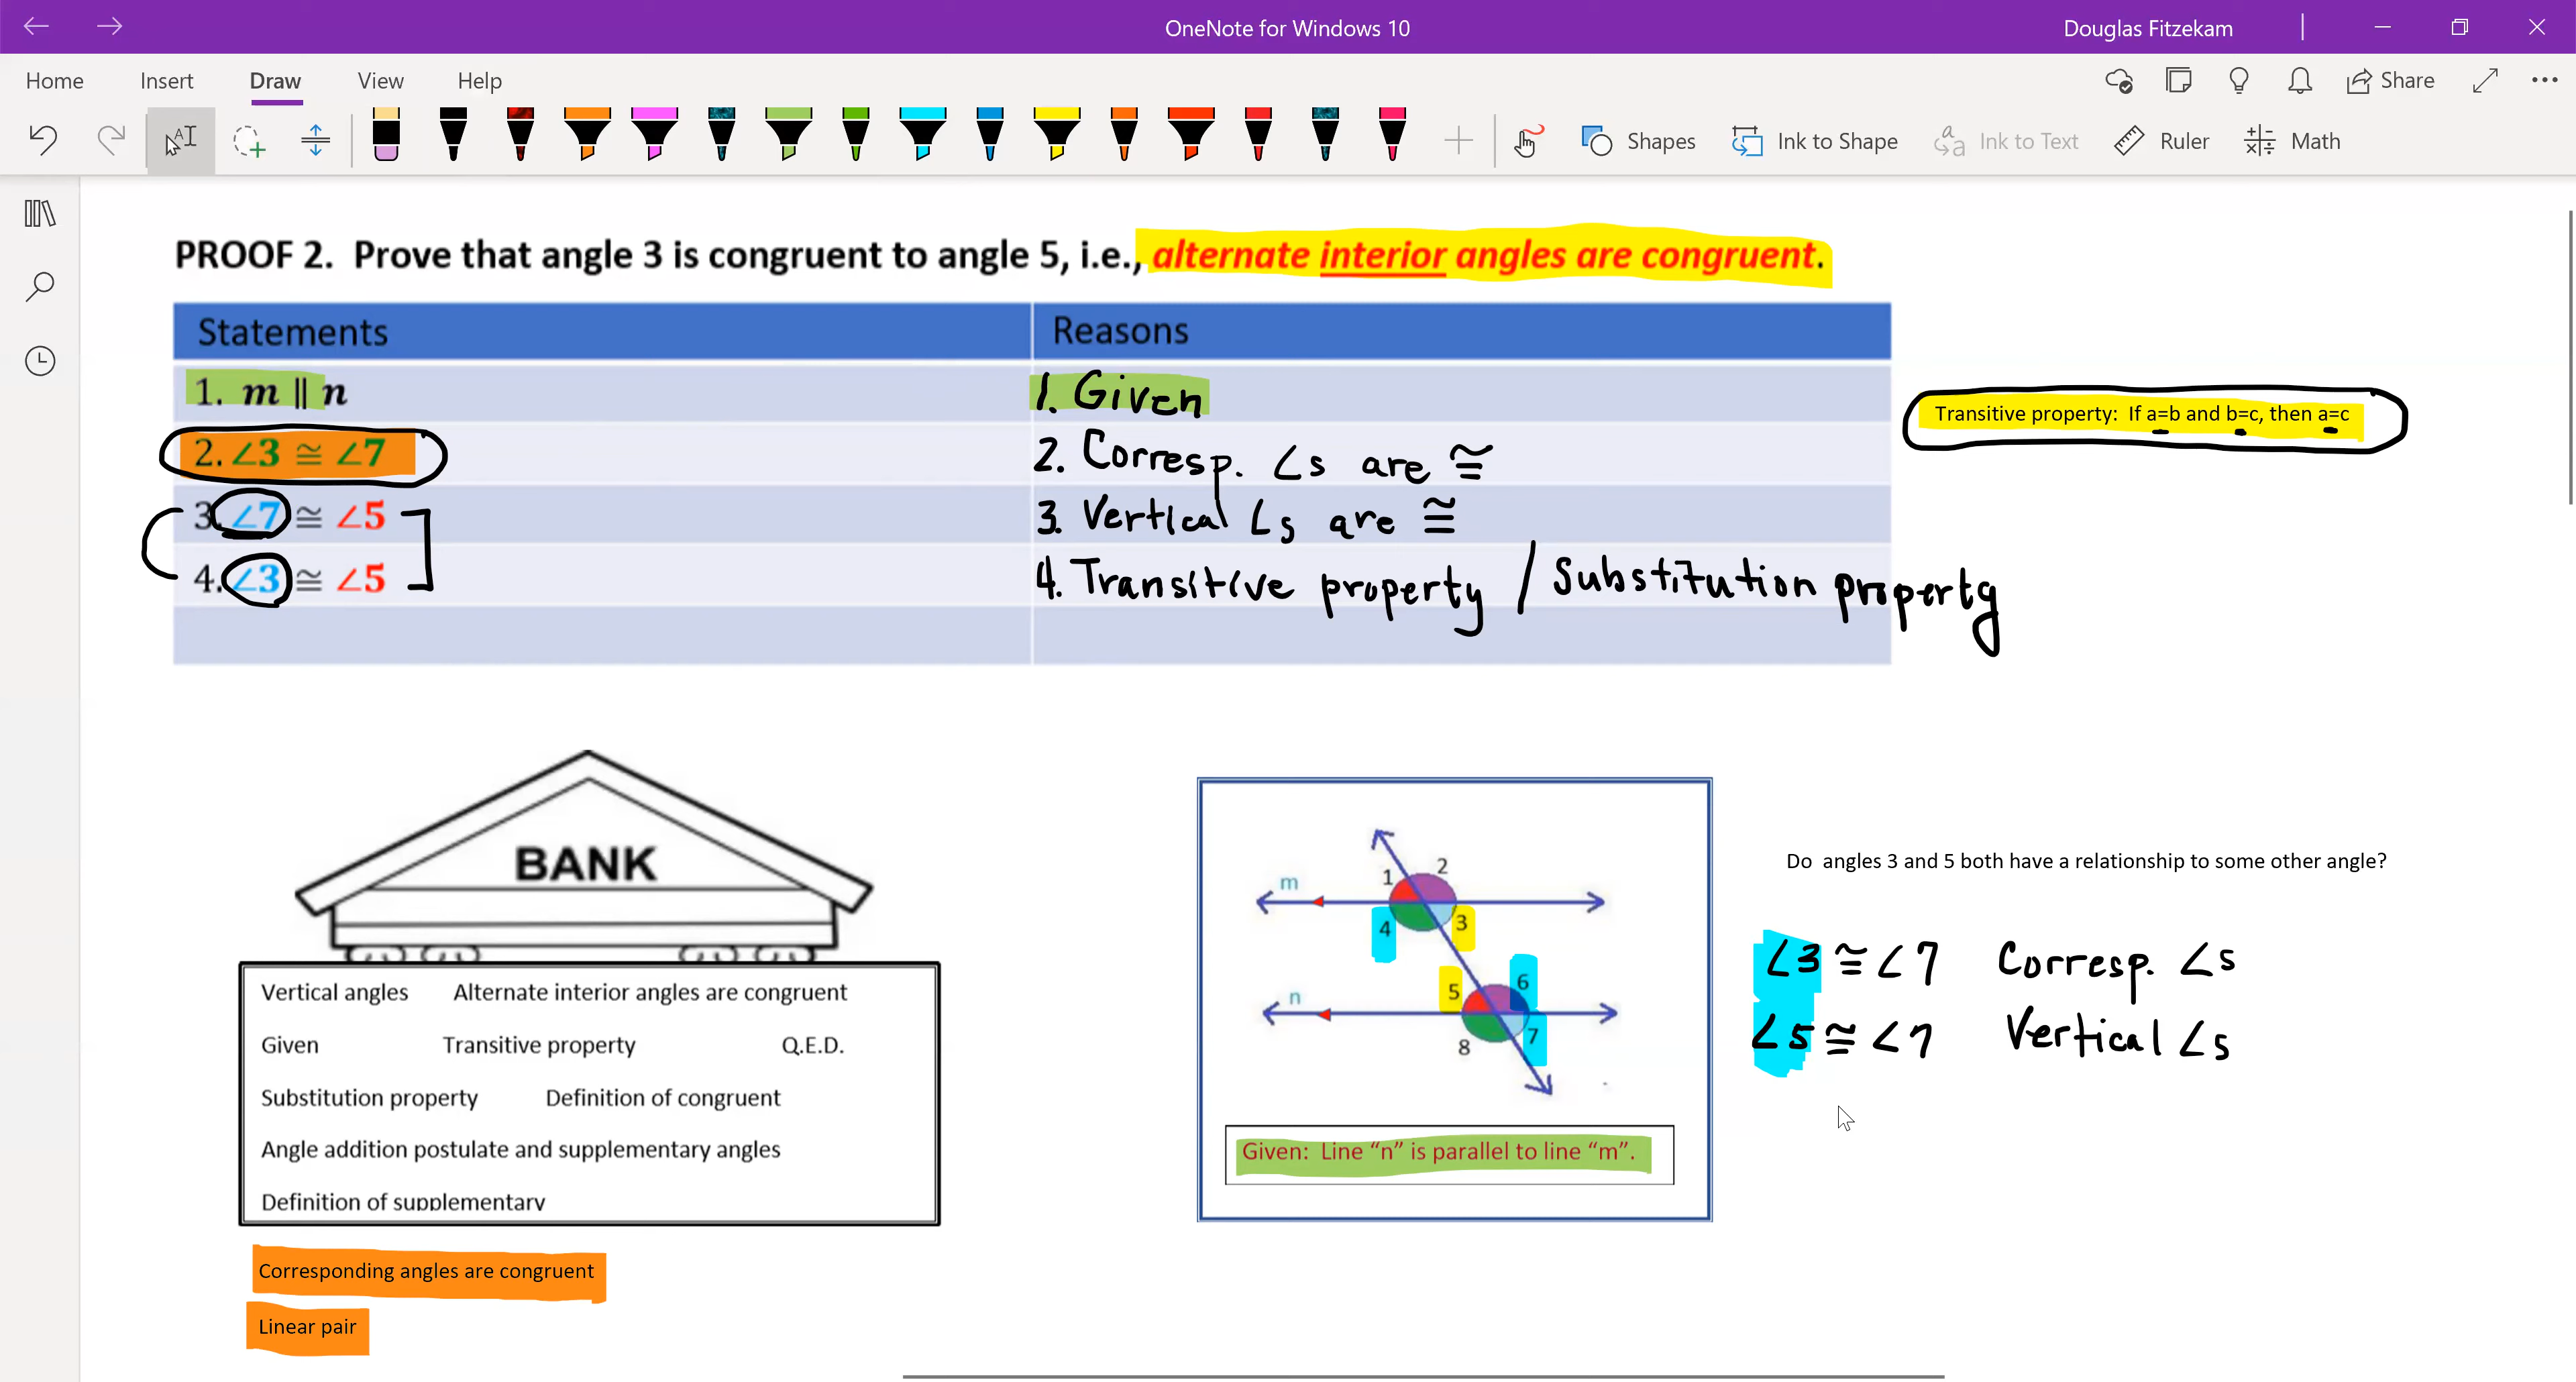 OneNote for Windows 10
Douglas Fitzekam
Home Insert Draw View Help
Share
Shapes Ink to Shape Ink to Text Ruler Math
PROOF 2. Prove that angle 3 is congruent to angle 5, i.e., alternate interior angles are congruent.
Statements Reasons
1. m ∥ n 1. Given
Transitive property: If a=b and b=c, then a=c
2. ∠3 ≅ ∠7 2. Corresp. ∠s are ≅
3. ∠7 ≅ ∠5 3. Vertical ∠s are ≅
4. ∠3 ≅ ∠5 4. Transitive property / Substitution property
BANK
Vertical angles Alternate interior angles are congruent
Given Transitive property Q.E.D.
Substitution property Definition of congruent
Angle addition postulate and supplementary angles
Definition of supplementary
Corresponding angles are congruent
Linear pair
1 2
m
4 3
5 6
n
8 7
Given: Line “n” is parallel to line “m”.
Do angles 3 and 5 both have a relationship to some other angle?
∠3 ≅ ∠7 Corresp. ∠s
∠5 ≅ ∠7 Vertical ∠s